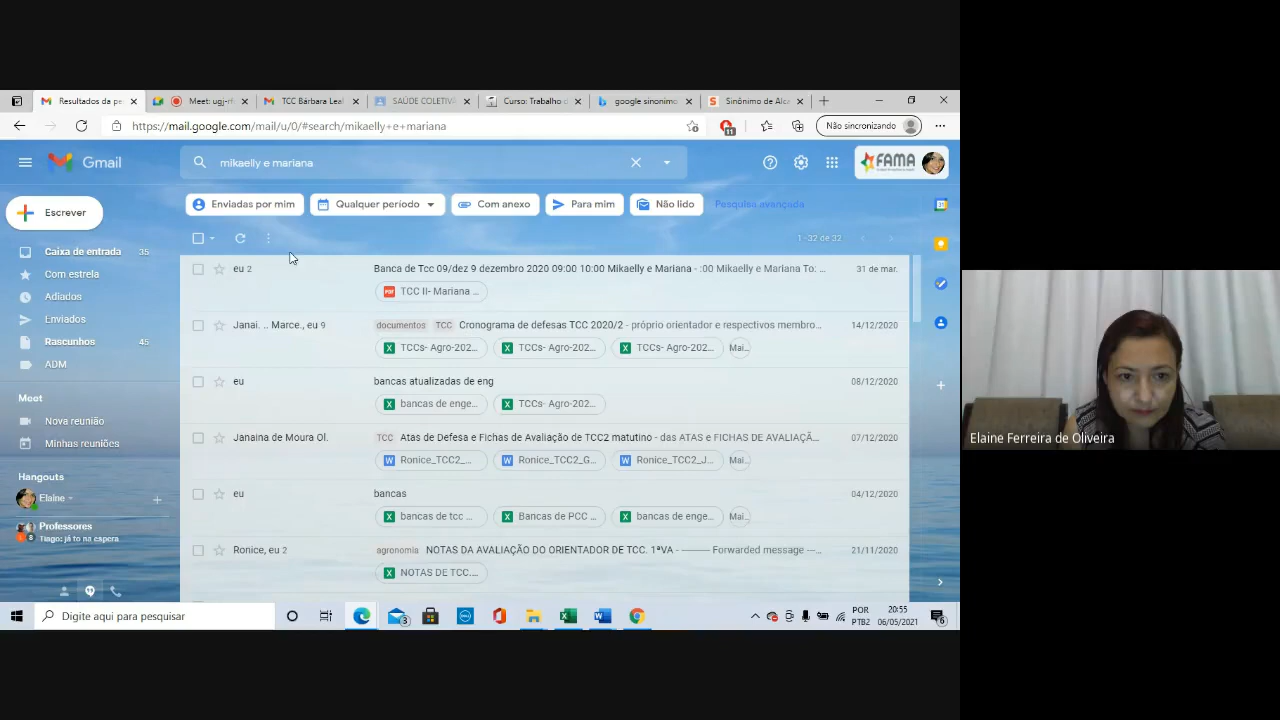 Resultados da pe
Meet: ugj-rf
TCC Bárbara Leal
SAÚDE COLETIV
Curso: Trabalho d
google sinonimo
Sinônimo de Alc
https://mail.google.com/mail/u/0/#search/mikaelly+e+mariana
11
Não sincronizando
Gmail
mikaelly e mariana
FAMA
Escrever
Enviadas por mim
Qualquer período
Com anexo
Para mim
Não lido
Pesquisa avançada
1–32 de 32
Caixa de entrada 35
Com estrela
Adiados
Enviados
Rascunhos 45
ADM
Meet
Nova reunião
Minhas reuniões
Hangouts
Elaine
Professores
8 Tiago: já to na espera
eu 2 Banca de Tcc 09/dez 9 dezembro 2020 09:00 10:00 Mikaelly e Mariana - :00 Mikaelly e Mariana To: ... 31 de mar.
PDF TCC II- Mariana ...
Janai. .. Marce., eu 9 documentos TCC Cronograma de defesas TCC 2020/2 - próprio orientador e respectivos membro... 14/12/2020
TCCs- Agro-202... TCCs- Agro-202... TCCs- Agro-202... Mai...
eu bancas atualizadas de eng 08/12/2020
bancas de enge... TCCs- Agro-202...
Janaina de Moura Ol. TCC Atas de Defesa e Fichas de Avaliação de TCC2 matutino - das ATAS e FICHAS DE AVALIAÇÃ... 07/12/2020
Ronice_TCC2_... Ronice_TCC2_G... Ronice_TCC2_J... Mai...
eu bancas 04/12/2020
bancas de tcc ... Bancas de PCC ... bancas de enge... Mai...
Ronice, eu 2 agronomia NOTAS DA AVALIAÇÃO DO ORIENTADOR DE TCC. 1ªVA - ---------- Forwarded message ---... 21/11/2020
NOTAS DE TCC....
Elaine Ferreira de Oliveira
Digite aqui para pesquisar
3
DELL
POR
PTB2
20:55
06/05/2021
6